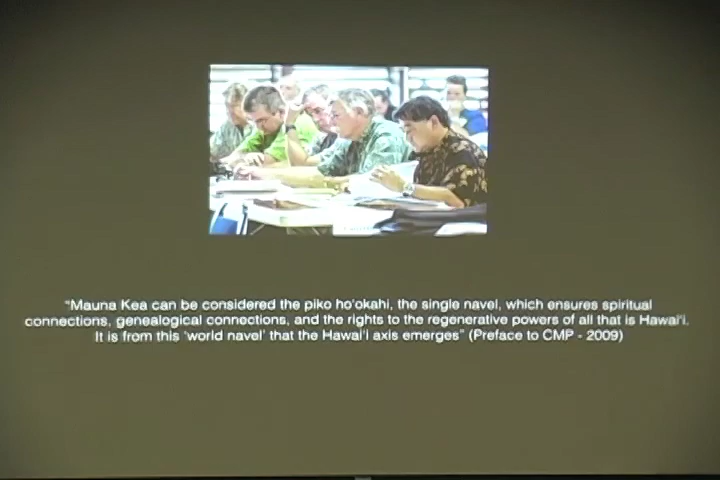 "Mauna Kea can be considered the piko ho'okahi, the single navel, which ensures spiritual
connections, genealogical connections, and the rights to the regenerative powers of all that is Hawai'i.
It is from this 'world navel' that the Hawai'i axis emerges" (Preface to CMP - 2009)